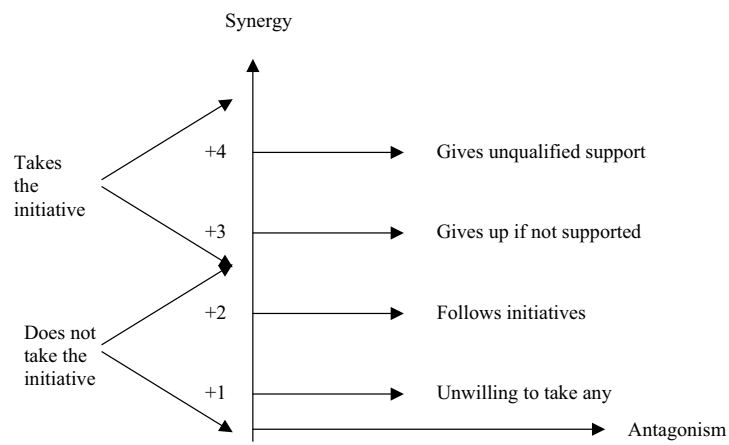 Synergy
Takes
the
initiative
+4
Gives unqualified support
+3
Gives up if not supported
Does not
take the
initiative
+2
Follows initiatives
+1
Unwilling to take any
Antagonism